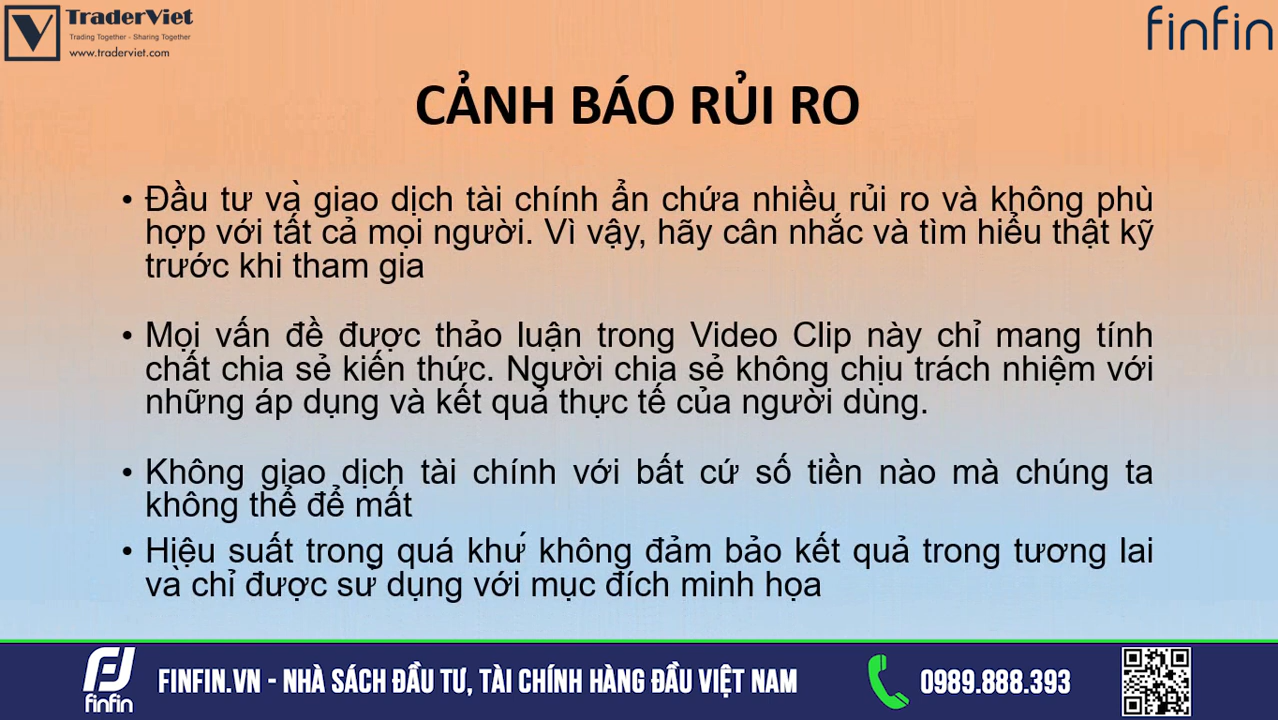 TraderViet
Trading Together - Sharing Together
www.traderviet.com
finfin
CẢNH BÁO RỦI RO
• Đầu tư và giao dịch tài chính ẩn chứa nhiều rủi ro và không phù
hợp với tất cả mọi người. Vì vậy, hãy cân nhắc và tìm hiểu thật kỹ
trước khi tham gia
• Mọi vấn đề được thảo luận trong Video Clip này chỉ mang tính
chất chia sẻ kiến thức. Người chia sẻ không chịu trách nhiệm với
những áp dụng và kết quả thực tế của người dùng.
• Không giao dịch tài chính với bất cứ số tiền nào mà chúng ta
không thể để mất
• Hiệu suất trong quá khứ không đảm bảo kết quả trong tương lai
và chỉ được sử dụng với mục đích minh họa
finfin
FINFIN.VN - NHÀ SÁCH ĐẦU TƯ, TÀI CHÍNH HÀNG ĐẦU VIỆT NAM
0989.888.393